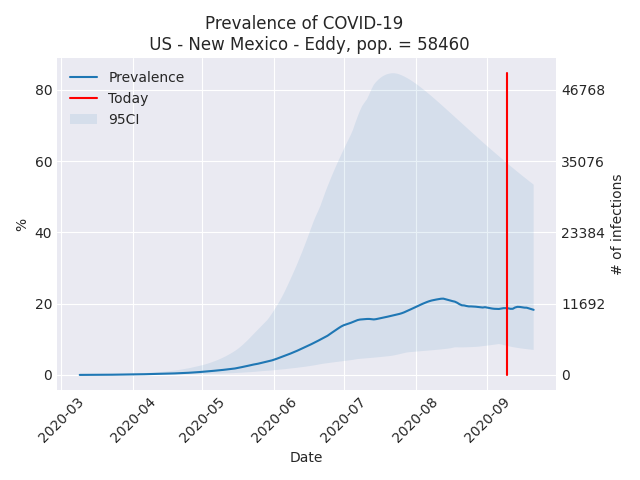 Prevalence of COVID-19
US - New Mexico - Eddy, pop. = 58460
Prevalence
Today
95CI
80
60
40
20
0
%
46768
35076
23384
11692
0
# of infections
2020-03
2020-04
2020-05
2020-06
2020-07
2020-08
2020-09
Date